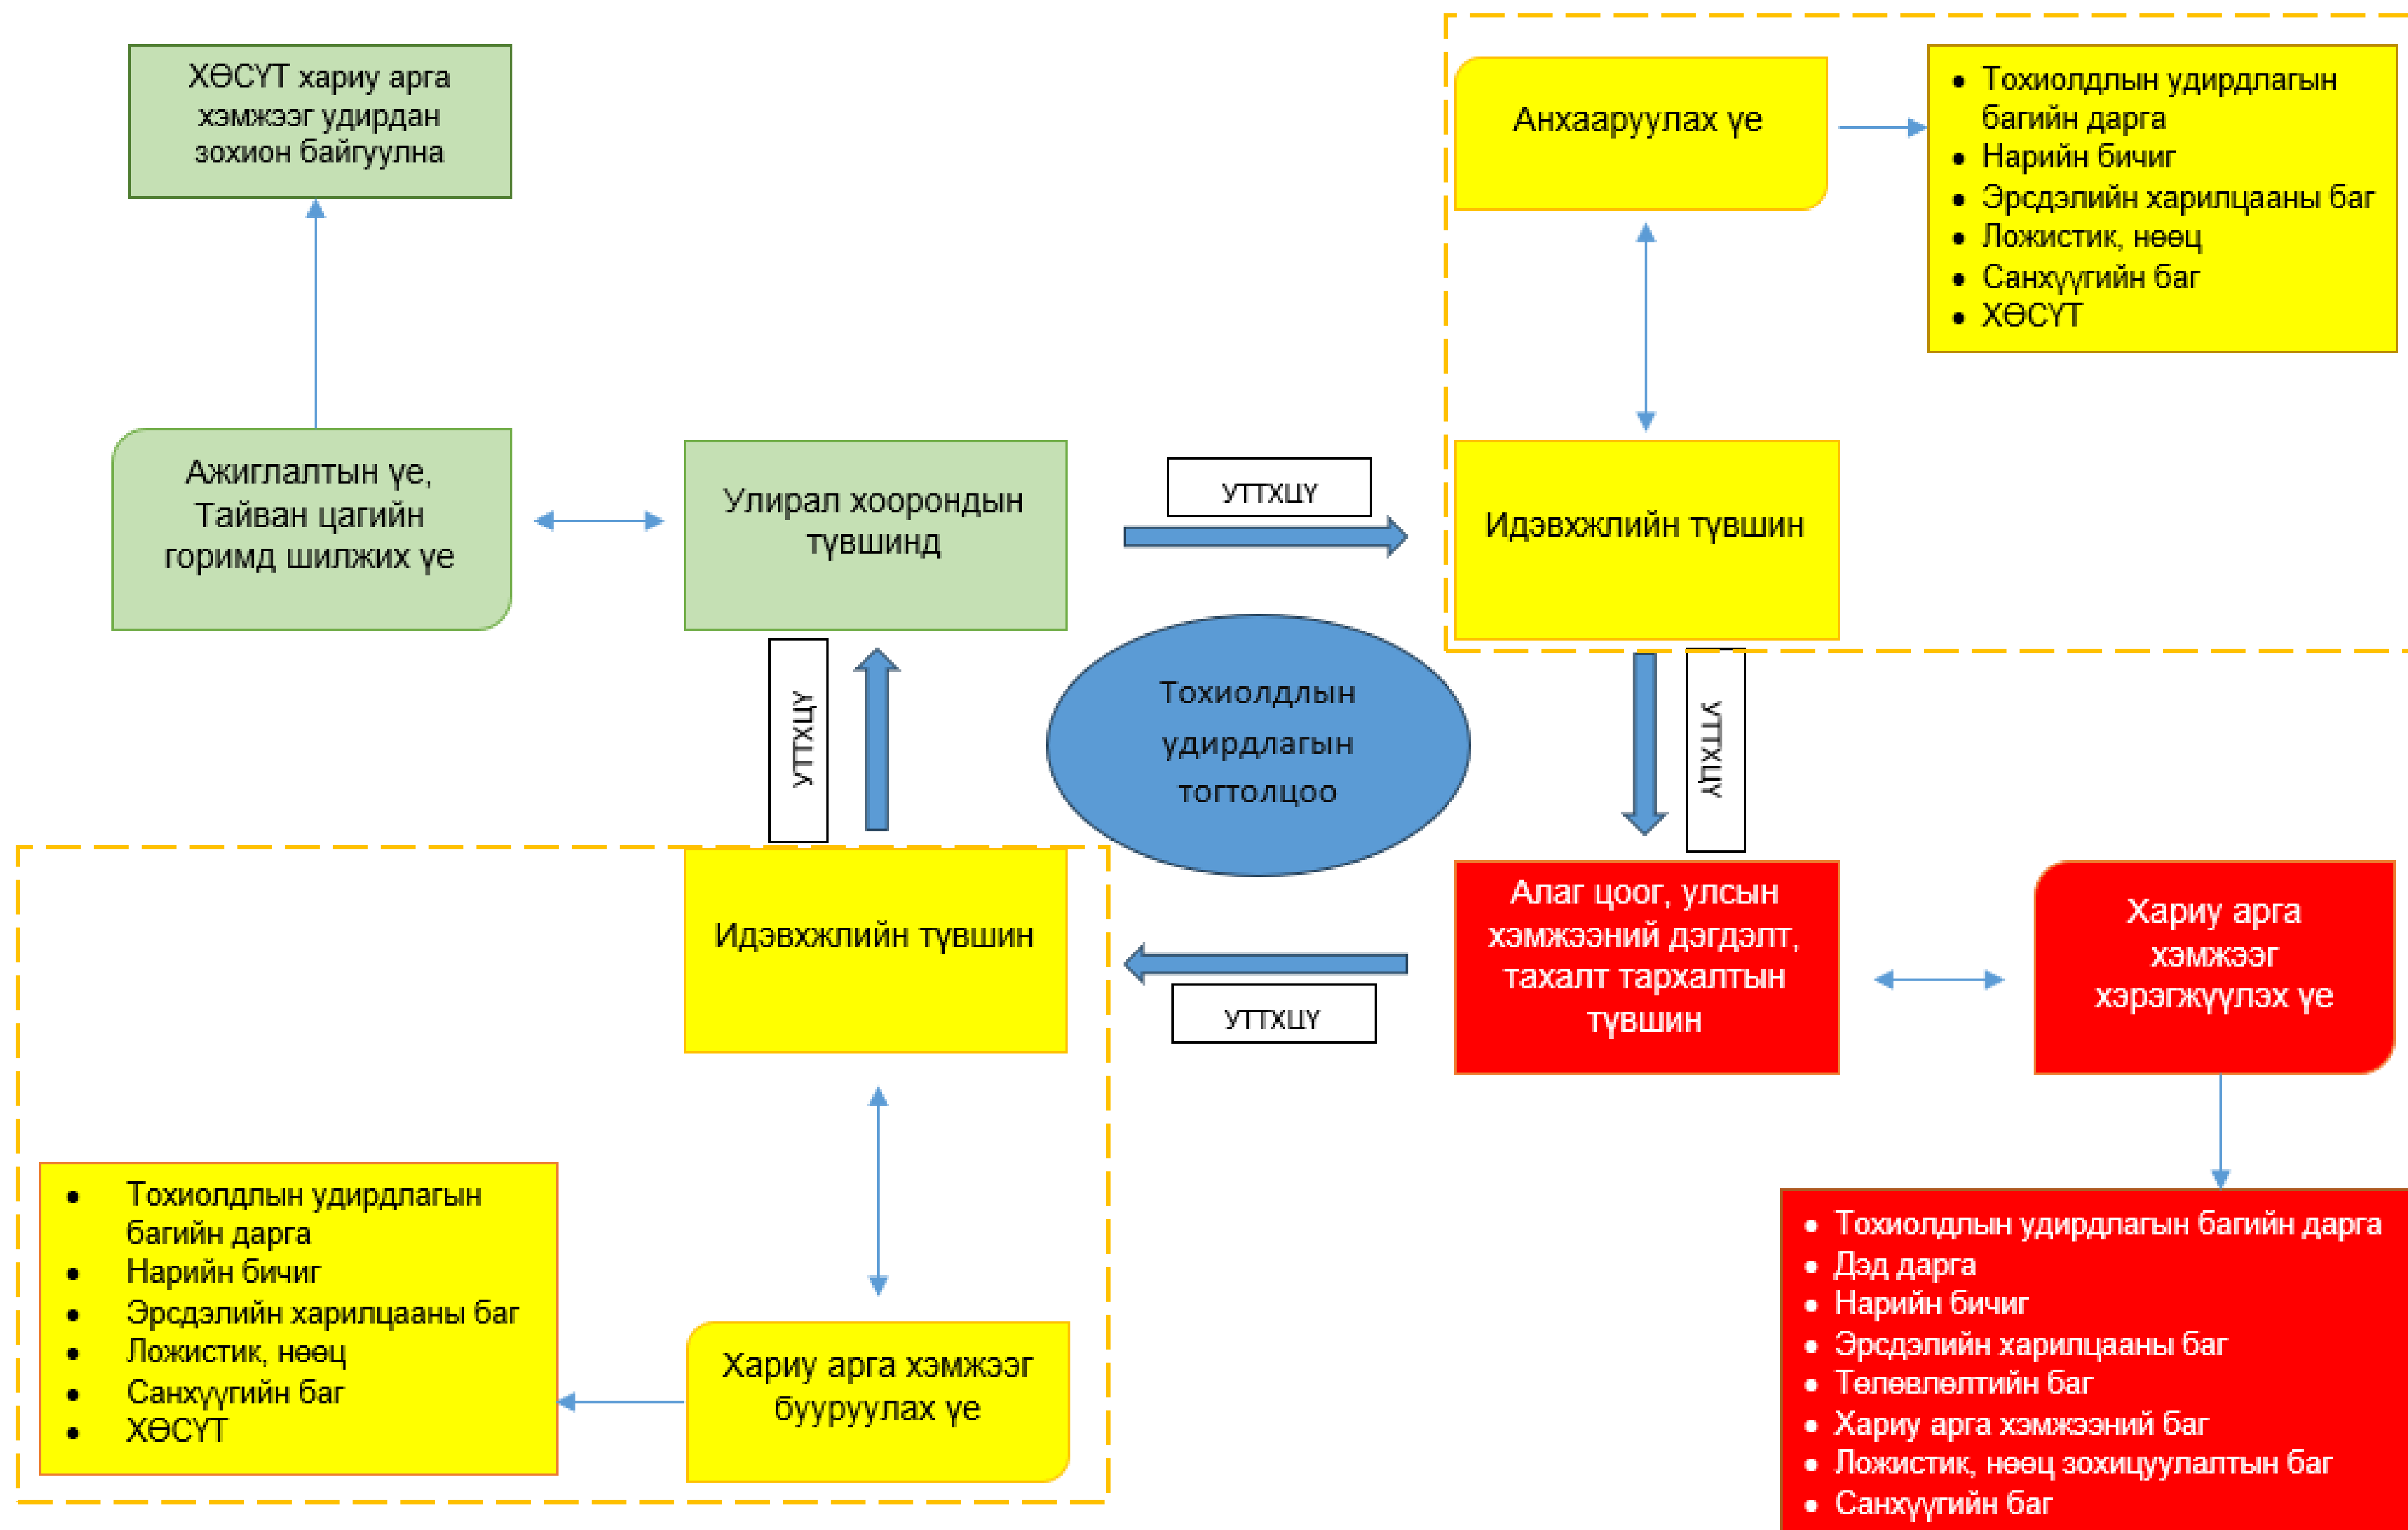 ХӨСҮТ хариу арга
хэмжээг удирдан
зохион байгуулна
Анхааруулах үе
• Тохиолдлын удирдлагын
багийн дарга
• Нарийн бичиг
• Эрсдэлийн харилцааны баг
• Ложистик, нөөц
• Санхүүгийн баг
• ХӨСҮТ
Ажиглалтын үе,
Тайван цагийн
горимд шилжих үе
Улирал хоорондын
түвшинд
УТТХЦҮ
Идэвхжлийн түвшин
УТТХЦҮ
Тохиолдлын
удирдлагын
тогтолцоо
УТТХЦҮ
Идэвхжлийн түвшин
УТТХЦҮ
Алаг цоог, улсын
хэмжээний дэгдэлт,
тахалт тархалтын
түвшин
Хариу арга
хэмжээг
хэрэгжүүлэх үе
• Тохиолдлын удирдлагын
багийн дарга
• Нарийн бичиг
• Эрсдэлийн харилцааны баг
• Ложистик, нөөц
• Санхүүгийн баг
• ХӨСҮТ
Хариу арга хэмжээг
бууруулах үе
• Тохиолдлын удирдлагын багийн дарга
• Дэд дарга
• Нарийн бичиг
• Эрсдэлийн харилцааны баг
• Төлөвлөлтийн баг
• Хариу арга хэмжээний баг
• Ложистик, нөөц зохицуулалтын баг
• Санхүүгийн баг